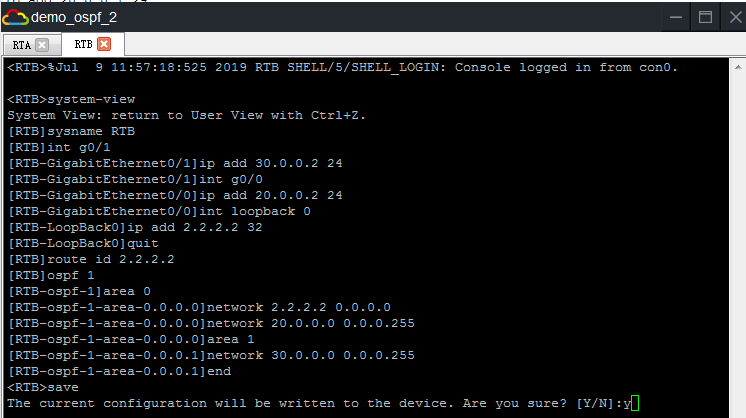 demo_ospf_2
RTA
RTB
<RTB>%Jul  9 11:57:18:525 2019 RTB SHELL/5/SHELL_LOGIN: Console logged in from con0.
<RTB>system-view
System View: return to User View with Ctrl+Z.
[RTB]sysname RTB
[RTB]int g0/1
[RTB-GigabitEthernet0/1]ip add 30.0.0.2 24
[RTB-GigabitEthernet0/1]int g0/0
[RTB-GigabitEthernet0/0]ip add 20.0.0.2 24
[RTB-GigabitEthernet0/0]int loopback 0
[RTB-LoopBack0]ip add 2.2.2.2 32
[RTB-LoopBack0]quit
[RTB]route id 2.2.2.2
[RTB]ospf 1
[RTB-ospf-1]area 0
[RTB-ospf-1-area-0.0.0.0]network 2.2.2.2 0.0.0.0
[RTB-ospf-1-area-0.0.0.0]network 20.0.0.0 0.0.0.255
[RTB-ospf-1-area-0.0.0.0]area 1
[RTB-ospf-1-area-0.0.0.1]network 30.0.0.0 0.0.0.255
[RTB-ospf-1-area-0.0.0.1]end
<RTB>save
The current configuration will be written to the device. Are you sure? [Y/N]:y